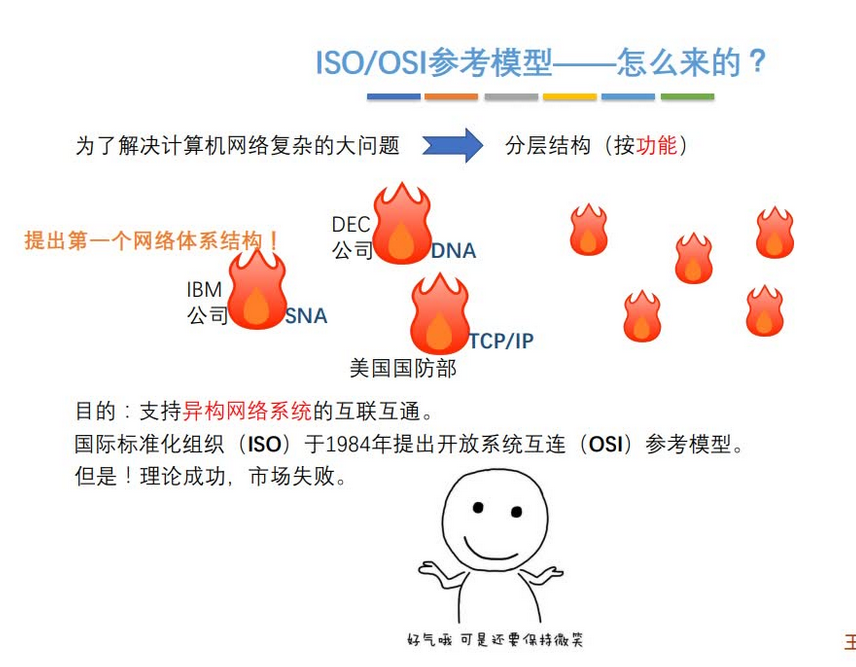 ISO/OSI参考模型——怎么来的？
为了解决计算机网络复杂的大问题
分层结构（按功能）
提出第一个网络体系结构！
DEC
公司
DNA
IBM
公司
SNA
TCP/IP
美国国防部
目的：支持异构网络系统的互联互通。
国际标准化组织（ISO）于1984年提出开放系统互连（OSI）参考模型。
但是！理论成功，市场失败。
好气哦 可是还要保持微笑